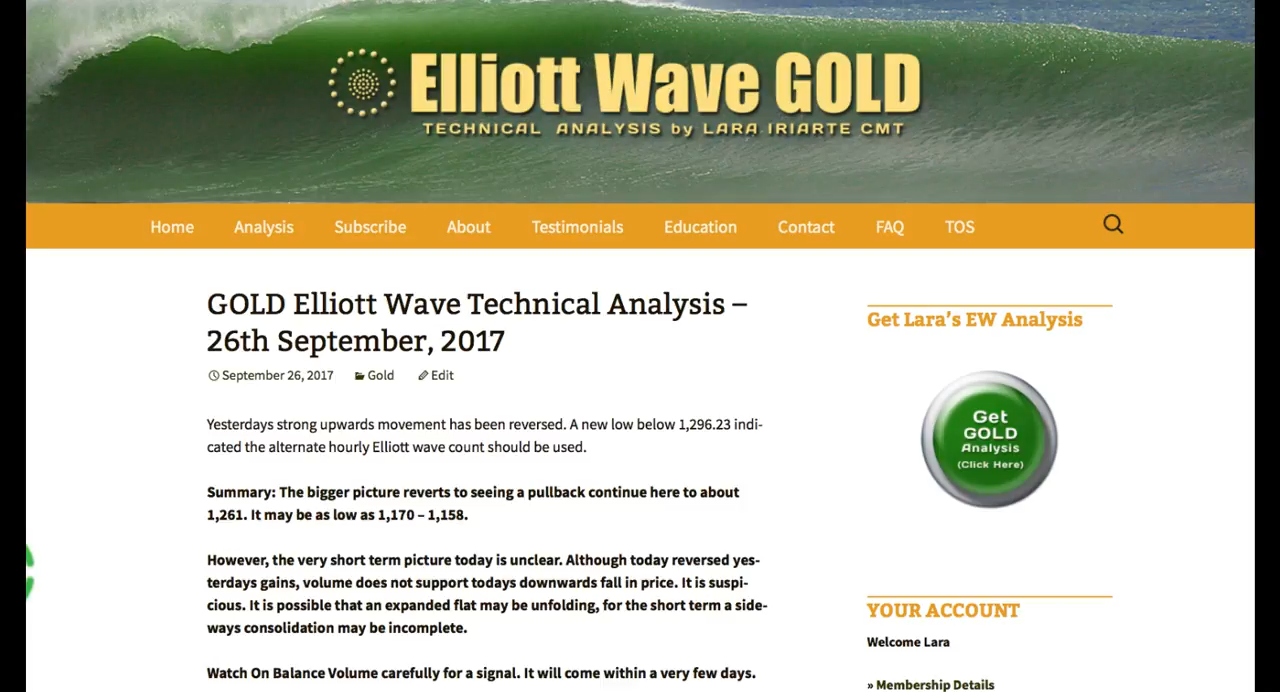 Elliott Wave GOLD
TECHNICAL ANALYSIS by LARA IRIARTE CMT
Home Analysis Subscribe About Testimonials Education Contact FAQ TOS
GOLD Elliott Wave Technical Analysis –
26th September, 2017
September 26, 2017 Gold Edit
Yesterdays strong upwards movement has been reversed. A new low below 1,296.23 indi-
cated the alternate hourly Elliott wave count should be used.
Summary: The bigger picture reverts to seeing a pullback continue here to about
1,261. It may be as low as 1,170 – 1,158.
However, the very short term picture today is unclear. Although today reversed yes-
terdays gains, volume does not support todays downwards fall in price. It is suspi-
cious. It is possible that an expanded flat may be unfolding, for the short term a side-
ways consolidation may be incomplete.
Watch On Balance Volume carefully for a signal. It will come within a very few days.
Get Lara's EW Analysis
Get
GOLD
Analysis
(Click Here)
YOUR ACCOUNT
Welcome Lara
» Membership Details